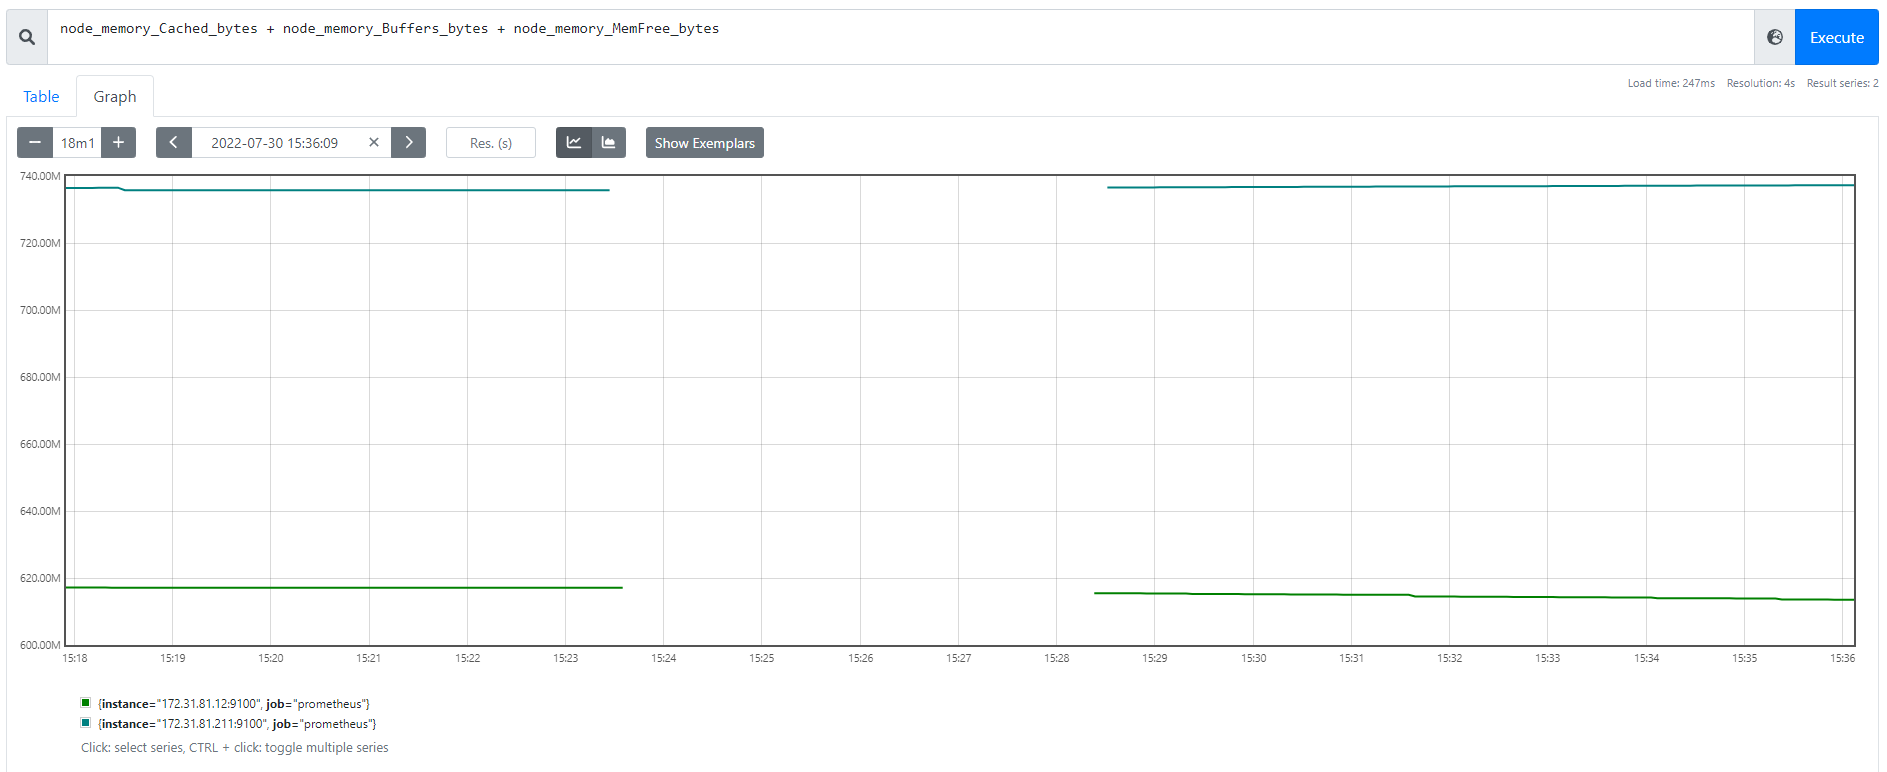 node_memory_Cached_bytes + node_memory_Buffers_bytes + node_memory_MemFree_bytes
Execute
Table
Graph
Load time: 247ms Resolution: 4s Result series: 2
18m1
2022-07-30 15:36:09
Res. (s)
Show Exemplars
740.00M
720.00M
700.00M
680.00M
660.00M
640.00M
620.00M
600.00M
15:18 15:19 15:20 15:21 15:22 15:23 15:24 15:25 15:26 15:27 15:28 15:29 15:30 15:31 15:32 15:33 15:34 15:35 15:36
{instance="172.31.81.12:9100", job="prometheus"}
{instance="172.31.81.211:9100", job="prometheus"}
Click: select series, CTRL + click: toggle multiple series